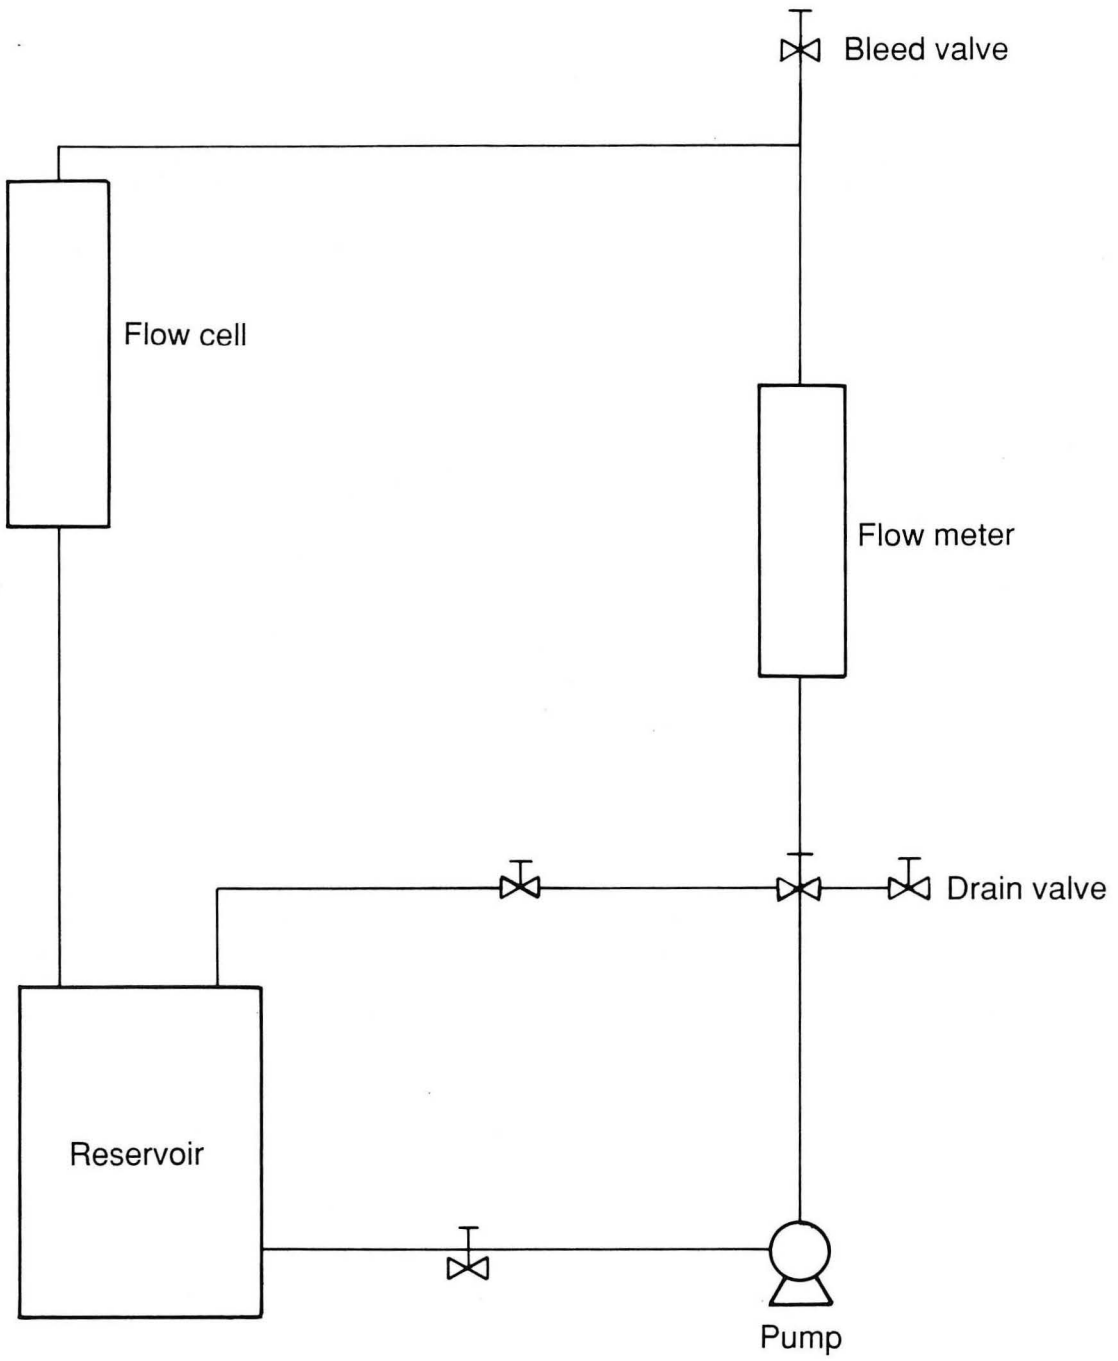 Bleed valve
Flow cell
Flow meter
Drain valve
Reservoir
Pump